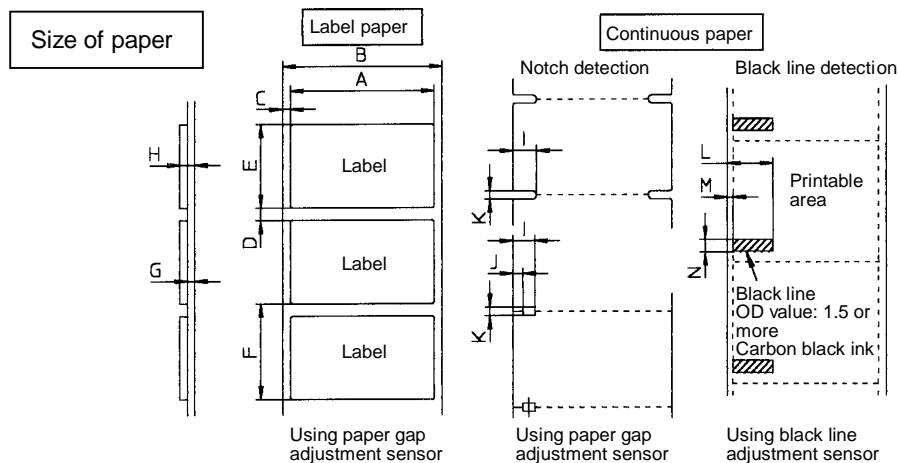 Size of paper
Label paper
Continuous paper
B
A
C
H
E
Label
D
G
Label
F
Label
Using paper gap
adjustment sensor
Notch detection
I
K
I
J
K
Using paper gap
adjustment sensor
Black line detection
L
M
Printable
area
N
Black line
OD value: 1.5 or
more
Carbon black ink
Using black line
adjustment sensor